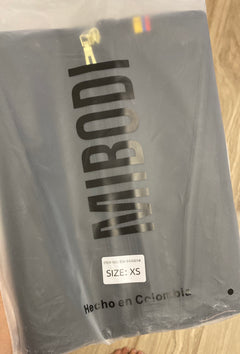 MIBODI
SIZE: XS
Hecho en Colombia